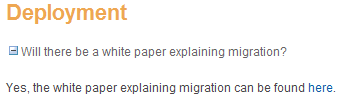 Deployment
Will there be a white paper explaining migration?
Yes, the white paper explaining migration can be found here.